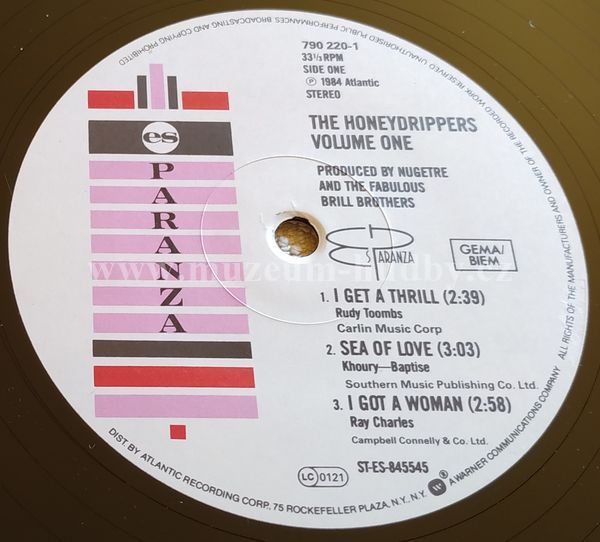 UNAUTHORISED PUBLIC PERFORMANCES BROADCASTING AND COPYING PROHIBITED
ALL RIGHTS OF THE MANUFACTURERS AND OWNER OF THE RECORDED WORK RESERVED
790 220-1
33⅓ RPM
SIDE ONE
Ⓟ 1984 Atlantic
STEREO
es
PARANZA
THE HONEYDRIPPERS
VOLUME ONE
PRODUCED BY NUGETRE
AND THE FABULOUS
BRILL BROTHERS
ES PARANZA
GEMA/
BIEM
www.muzeum-hudby.cz
1. I GET A THRILL (2:39)
Rudy Toombs
Carlin Music Corp
2. SEA OF LOVE (3:03)
Khoury—Baptise
Southern Music Publishing Co. Ltd.
3. I GOT A WOMAN (2:58)
Ray Charles
Campbell Connelly & Co. Ltd.
LC 0121
ST-ES-845545
DIST. BY ATLANTIC RECORDING CORP., 75 ROCKEFELLER PLAZA, N.Y., N.Y. A WARNER COMMUNICATIONS COMPANY